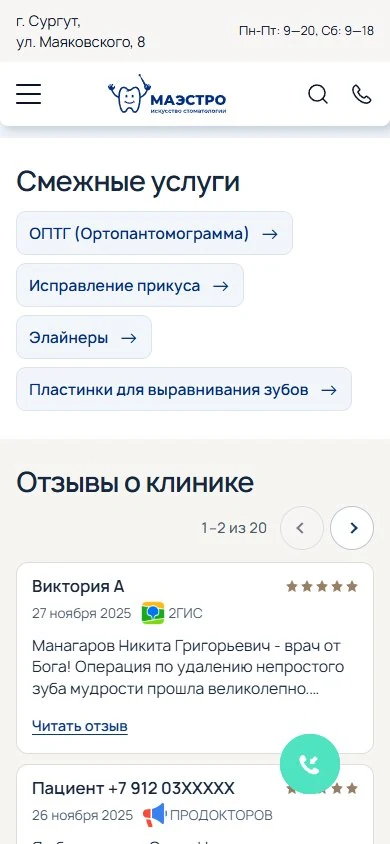 г. Сургут,
ул. Маяковского, 8
Пн-Пт: 9—20, Сб: 9—18
МАЭСТРО
искусство стоматологии
Смежные услуги
ОПТГ (Ортопантомограмма) →
Исправление прикуса →
Элайнеры →
Пластинки для выравнивания зубов →
Отзывы о клинике
1–2 из 20
Виктория А
27 ноября 2025 2ГИС
Манагаров Никита Григорьевич - врач от
Бога! Операция по удалению непростого
зуба мудрости прошла великолепно....
Читать отзыв
Пациент +7 912 03XXXXX
26 ноября 2025 ПРОДОКТОРОВ